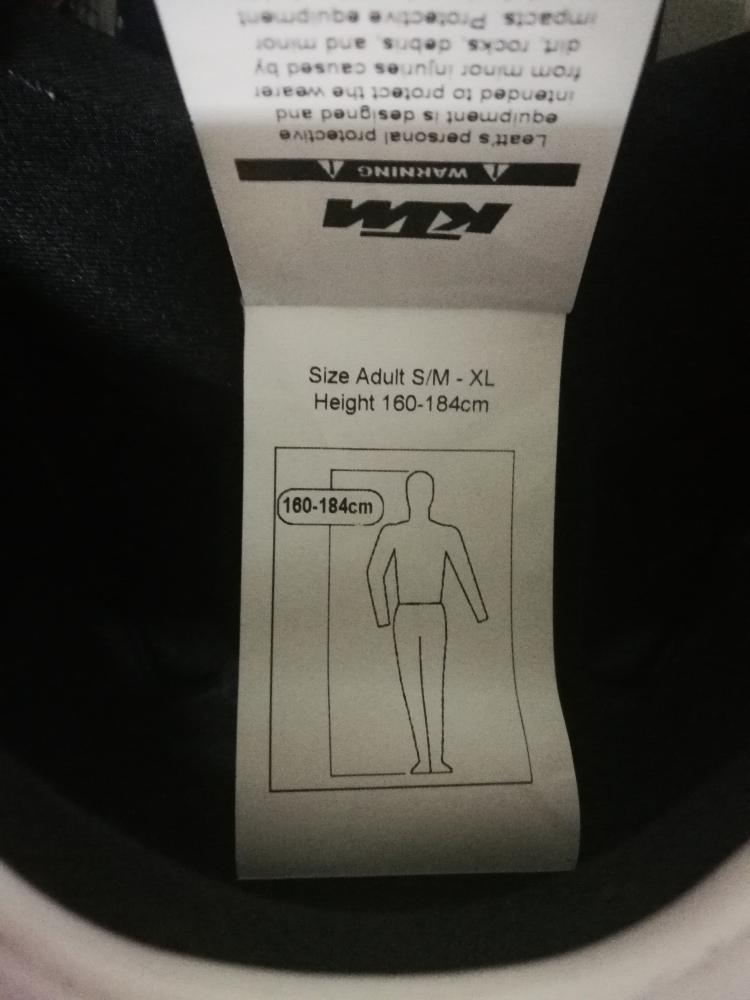 impacts. Protective equipment
dirt, rocks, debris, and minor
from minor injuries caused by
intended to protect the wearer
equipment is designed and
Leatt's personal protective
WARNING
KTM
Size Adult S/M - XL
Height 160-184cm
160-184cm